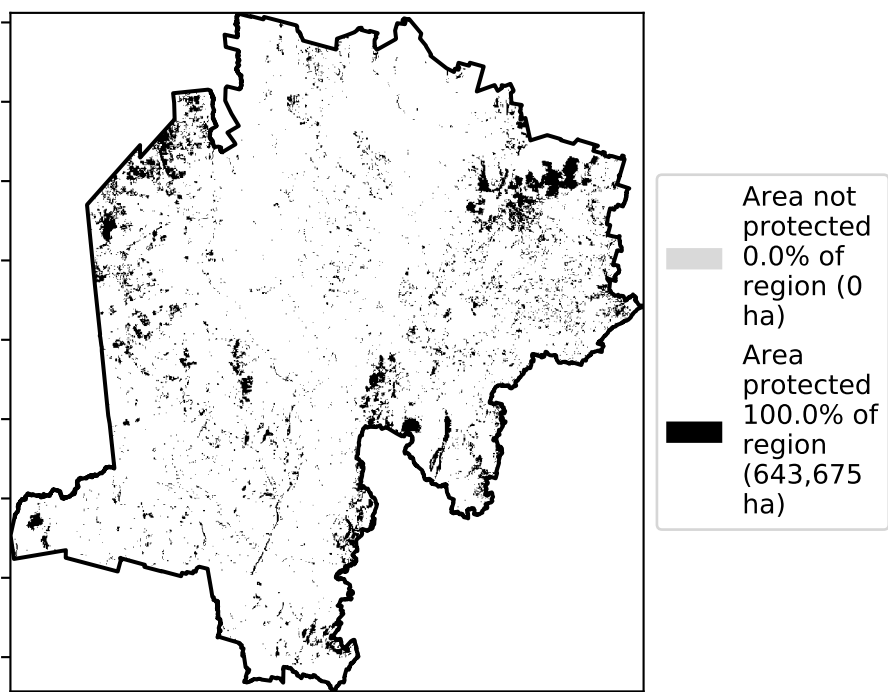 Area not
protected
0.0% of
region (0
ha)
Area
protected
100.0% of
region
(643,675
ha)